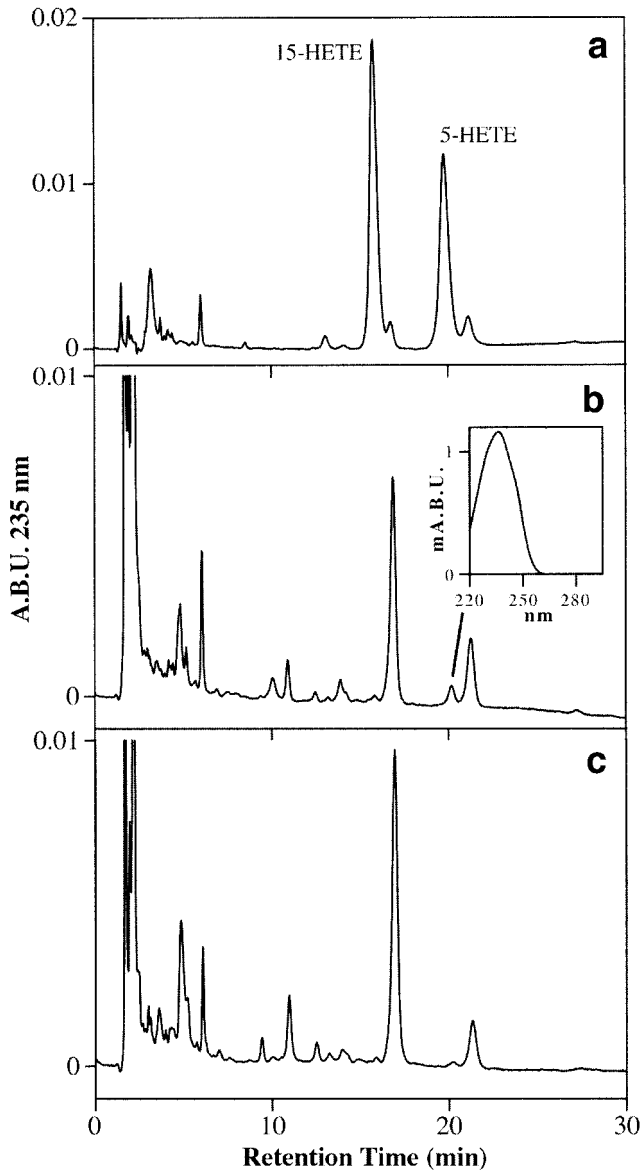 0.02
a
15-HETE
5-HETE
0.01
0
0.01
b
1
mA.B.U.
0
220 250 280
nm
A.B.U. 235 nm
0
0.01
c
0
0 10 20 30
Retention Time (min)